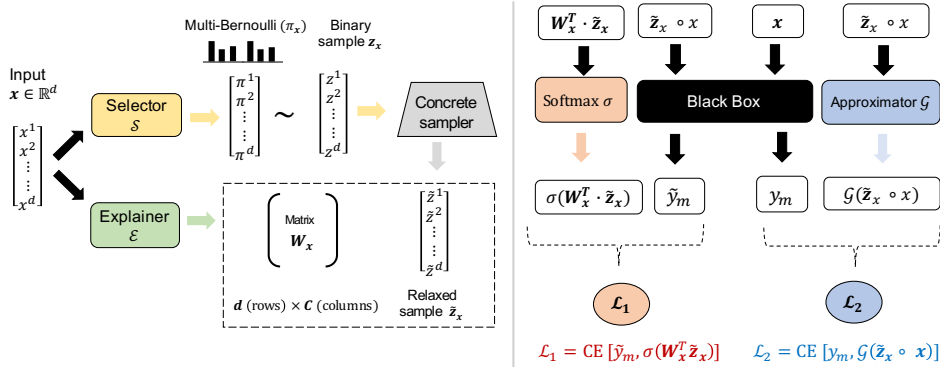 Multi-Bernoulli (π_𝒙)
Binary
sample 𝒛_𝒙
Input
𝒙 ∈ ℝ^d
Selector
𝒮
[π^1 π^2 ⋮ ⋮ π^d]
~
[z^1 z^2 ⋮ ⋮ z^d]
Concrete
sampler
[x^1 x^2 ⋮ ⋮ x^d]
Explainer
ℰ
Matrix
𝑾_𝒙
[z̃^1 z̃^2 ⋮ ⋮ z̃^d]
𝒅 (rows) × 𝑪 (columns)
Relaxed
sample z̃_𝒙
𝑾_𝒙^T · z̃_𝒙
z̃_x ∘ x
𝒙
z̃_x ∘ x
Softmax σ
Black Box
Approximator 𝒢
σ(𝑾_𝒙^T · z̃_𝒙)
ỹ_m
y_m
𝒢(z̃_x ∘ x)
ℒ_1
ℒ_2
ℒ_1 = CE [ỹ_m, σ(𝑾_𝒙^T z̃_𝒙)]
ℒ_2 = CE [y_m, 𝒢(z̃_𝒙 ∘ 𝒙)]